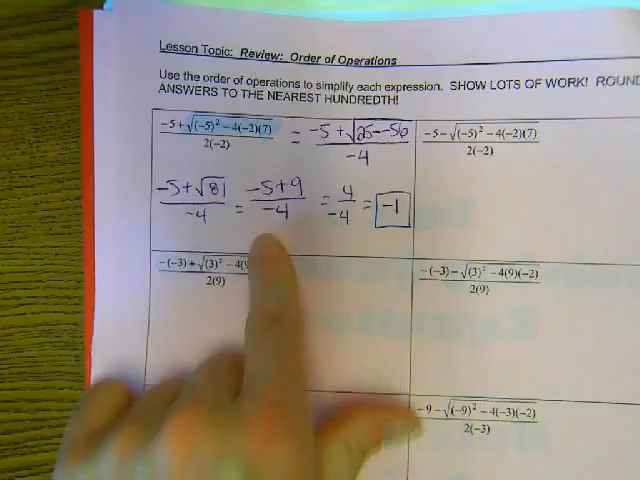 Lesson Topic: Review: Order of Operations
Use the order of operations to simplify each expression. SHOW LOTS OF WORK! ROUND
ANSWERS TO THE NEAREST HUNDREDTH!
(-5+√((-5)²-4(-2)(7)))/(2(-2)) = (-5+√(25--56))/(-4)
(-5+√81)/(-4) = (-5+9)/(-4) = 4/(-4) = -1
(-5-√((-5)²-4(-2)(7)))/(2(-2))
-(-3)+√((3)²-4(9
2(9)
(-(-3)-√((3)²-4(9)(-2)))/(2(9))
(-9-√((-9)²-4(-3)(-2)))/(2(-3))